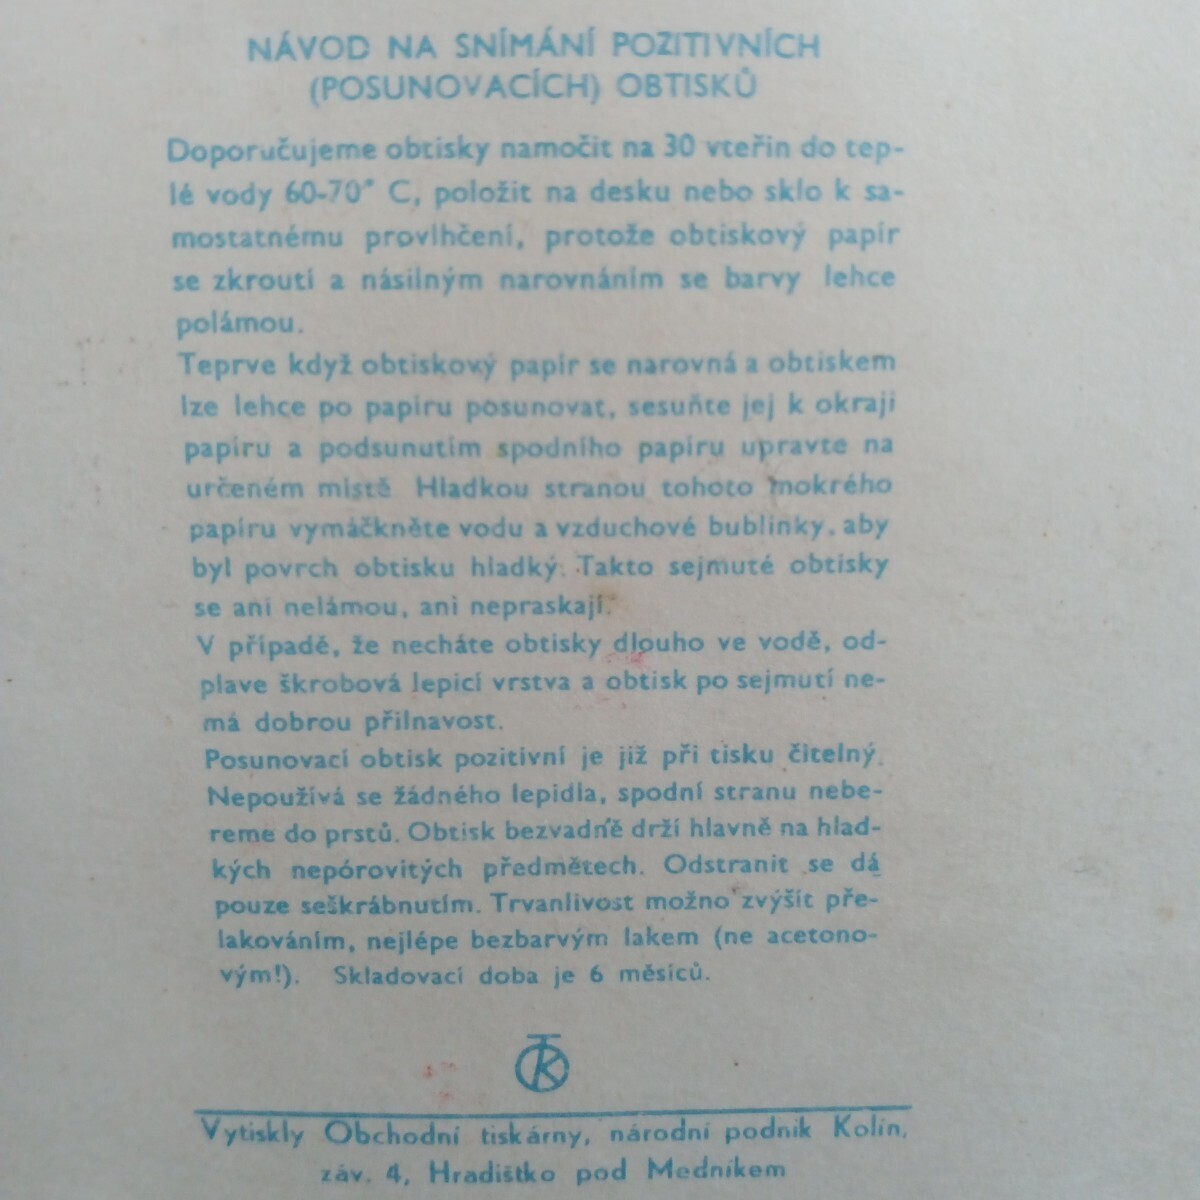 NÁVOD NA SNÍMÁNÍ POZITIVNÍCH
(POSUNOVACÍCH) OBTISKŮ
Doporučujeme obtisky namočit na 30 vteřin do tep-
lé vody 60-70° C, položit na desku nebo sklo k sa-
mostatnému provlhčení, protože obtiskový papír
se zkroutí a násilným narovnáním se barvy lehce
polámou.
Teprve když obtiskový papír se narovná a obtiskem
lze lehce po papíru posunovat, sesuňte jej k okraji
papíru a podsunutím spodního papíru upravte na
určeném místě Hladkou stranou tohoto mokrého
papíru vymáčkněte vodu a vzduchové bublinky, aby
byl povrch obtisku hladký. Takto sejmuté obtisky
se ani nelámou, ani nepraskají.
V případě, že necháte obtisky dlouho ve vodě, od-
plave škrobová lepicí vrstva a obtisk po sejmutí ne-
má dobrou přilnavost.
Posunovací obtisk pozitivní je již při tisku čitelný.
Nepoužívá se žádného lepidla, spodní stranu nebe-
reme do prstů. Obtisk bezvadně drží hlavně na hlad-
kých nepórovitých předmětech. Odstranit se dá
pouze seškrábnutím. Trvanlivost možno zvýšit pře-
lakováním, nejlépe bezbarvým lakem (ne acetono-
vým!). Skladovací doba je 6 měsíců.
K
Vytiskly Obchodní tiskárny, národní podnik Kolín,
záv. 4, Hradištko pod Medníkem